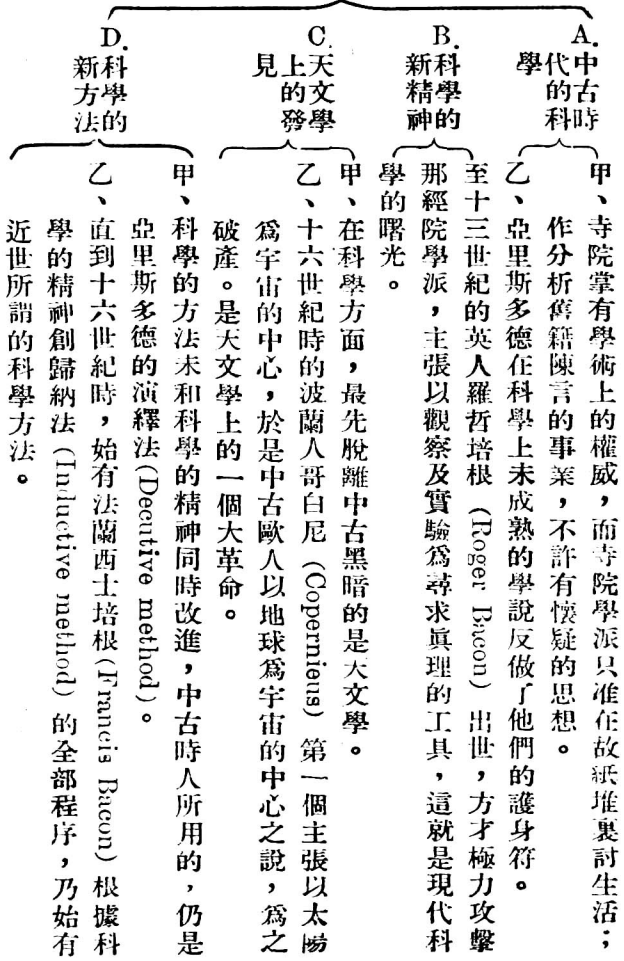 A.中古時
代的科
學
甲、寺院掌有學術上的權威，而寺院學派只准在故紙堆裏討生活；
作分析舊籍陳言的事業，不許有懷疑的思想。
乙、亞里斯多德在科學上未成熟的學說反做了他們的護身符。
B.科學的
新精神
至十三世紀的英人羅哲培根 (Roger Bacon) 出世，方才極力攻擊
那經院學派，主張以觀察及實驗爲尋求眞理的工具，這就是現代科
學的曙光。
C.天文學
上的發
見
甲、在科學方面，最先脫離中古黑暗的是天文學。
乙、十六世紀時的波蘭人哥白尼 (Copernieus) 第一個主張以太陽
爲宇宙的中心，於是中古歐人以地球爲宇宙的中心之說，爲之
破產。是天文學上的一個大革命。
D.科學的
新方法
甲、科學的方法未和科學的精神同時改進，中古時人所用的，仍是
亞里斯多德的演繹法(Decutive method)。
乙、直到十六世紀時，始有法蘭西士培根(Francis Bacon) 根據科
學的精神創歸納法 (Inductive method) 的全部程序，乃始有
近世所謂的科學方法。